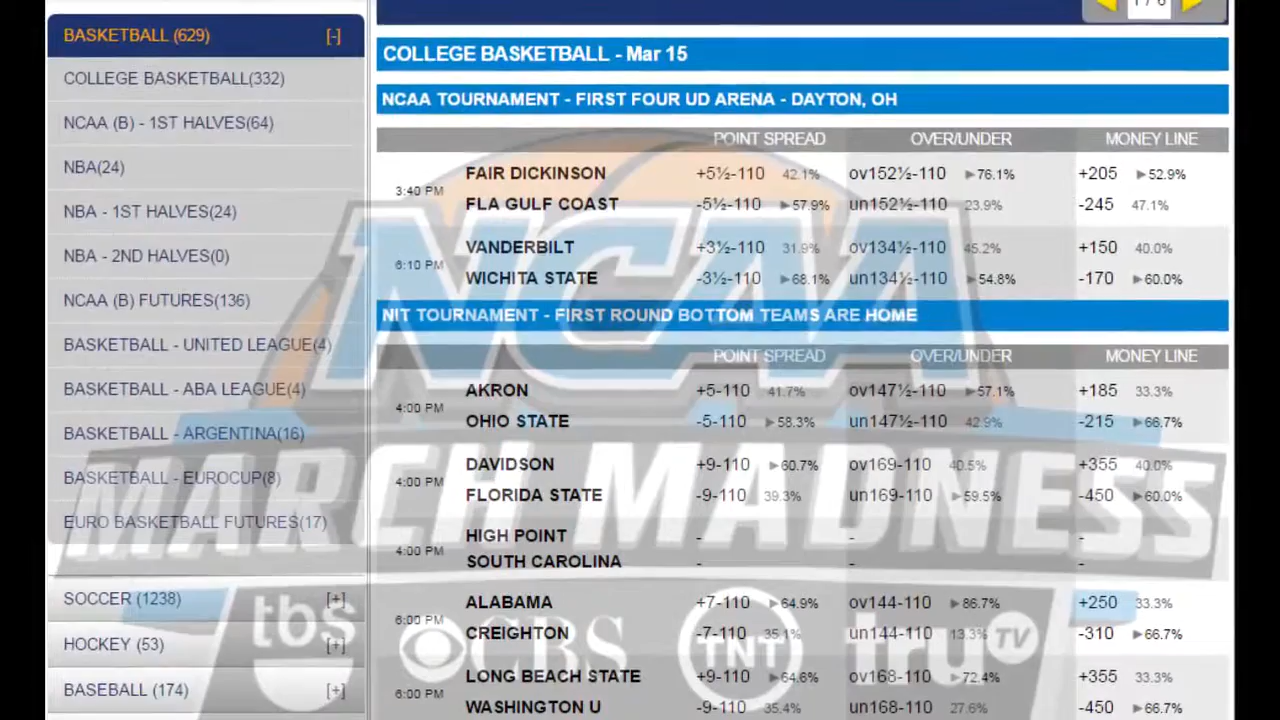 BASKETBALL (629) [-]
COLLEGE BASKETBALL(332)
NCAA (B) - 1ST HALVES(64)
NBA(24)
NBA - 1ST HALVES(24)
NBA - 2ND HALVES(0)
NCAA (B) FUTURES(136)
BASKETBALL - UNITED LEAGUE(4)
BASKETBALL - ABA LEAGUE(4)
BASKETBALL - ARGENTINA(16)
BASKETBALL - EUROCUP(8)
EURO BASKETBALL FUTURES(17)
SOCCER (1238) [+]
HOCKEY (53) [+]
BASEBALL (174) [+]
1 / 6
COLLEGE BASKETBALL - Mar 15
NCAA TOURNAMENT - FIRST FOUR UD ARENA - DAYTON, OH
POINT SPREAD OVER/UNDER MONEY LINE
3:40 PM
FAIR DICKINSON +5½-110 42.1% ov152½-110 ►76.1% +205 ►52.9%
FLA GULF COAST -5½-110 ►57.9% un152½-110 23.9% -245 47.1%
6:10 PM
VANDERBILT +3½-110 31.9% ov134½-110 45.2% +150 40.0%
WICHITA STATE -3½-110 ►68.1% un134½-110 ►54.8% -170 ►60.0%
NIT TOURNAMENT - FIRST ROUND BOTTOM TEAMS ARE HOME
POINT SPREAD OVER/UNDER MONEY LINE
4:00 PM
AKRON +5-110 41.7% ov147½-110 ►57.1% +185 33.3%
OHIO STATE -5-110 ►58.3% un147½-110 42.9% -215 ►66.7%
4:00 PM
DAVIDSON +9-110 ►60.7% ov169-110 40.5% +355 40.0%
FLORIDA STATE -9-110 39.3% un169-110 ►59.5% -450 ►60.0%
4:00 PM
HIGH POINT - - -
SOUTH CAROLINA - - -
6:00 PM
ALABAMA +7-110 ►64.9% ov144-110 ►86.7% +250 33.3%
CREIGHTON -7-110 35.1% un144-110 13.3% -310 ►66.7%
6:00 PM
LONG BEACH STATE +9-110 ►64.6% ov168-110 ►72.4% +355 33.3%
WASHINGTON U -9-110 35.4% un168-110 27.6% -450 ►66.7%
NCAA
MARCH MADNESS
tbs CBS TNT truTV